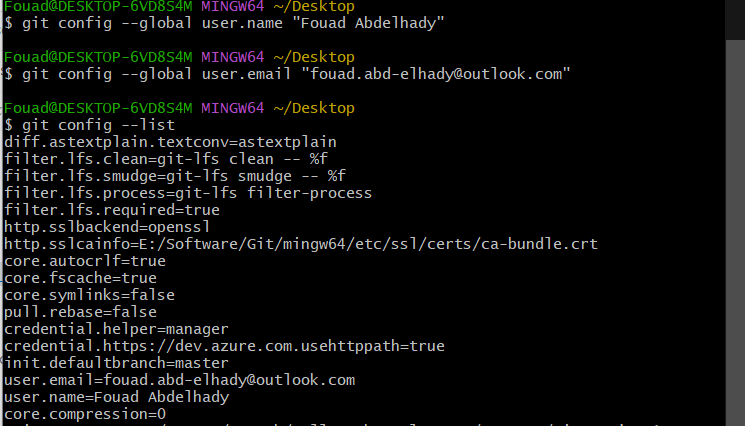 Fouad@DESKTOP-6VD8S4M MINGW64 ~/Desktop
$ git config --global user.name "Fouad Abdelhady"
Fouad@DESKTOP-6VD8S4M MINGW64 ~/Desktop
$ git config --global user.email "fouad.abd-elhady@outlook.com"
Fouad@DESKTOP-6VD8S4M MINGW64 ~/Desktop
$ git config --list
diff.astextplain.textconv=astextplain
filter.lfs.clean=git-lfs clean -- %f
filter.lfs.smudge=git-lfs smudge -- %f
filter.lfs.process=git-lfs filter-process
filter.lfs.required=true
http.sslbackend=openssl
http.sslcainfo=E:/Software/Git/mingw64/etc/ssl/certs/ca-bundle.crt
core.autocrlf=true
core.fscache=true
core.symlinks=false
pull.rebase=false
credential.helper=manager
credential.https://dev.azure.com.usehttppath=true
init.defaultbranch=master
user.email=fouad.abd-elhady@outlook.com
user.name=Fouad Abdelhady
core.compression=0